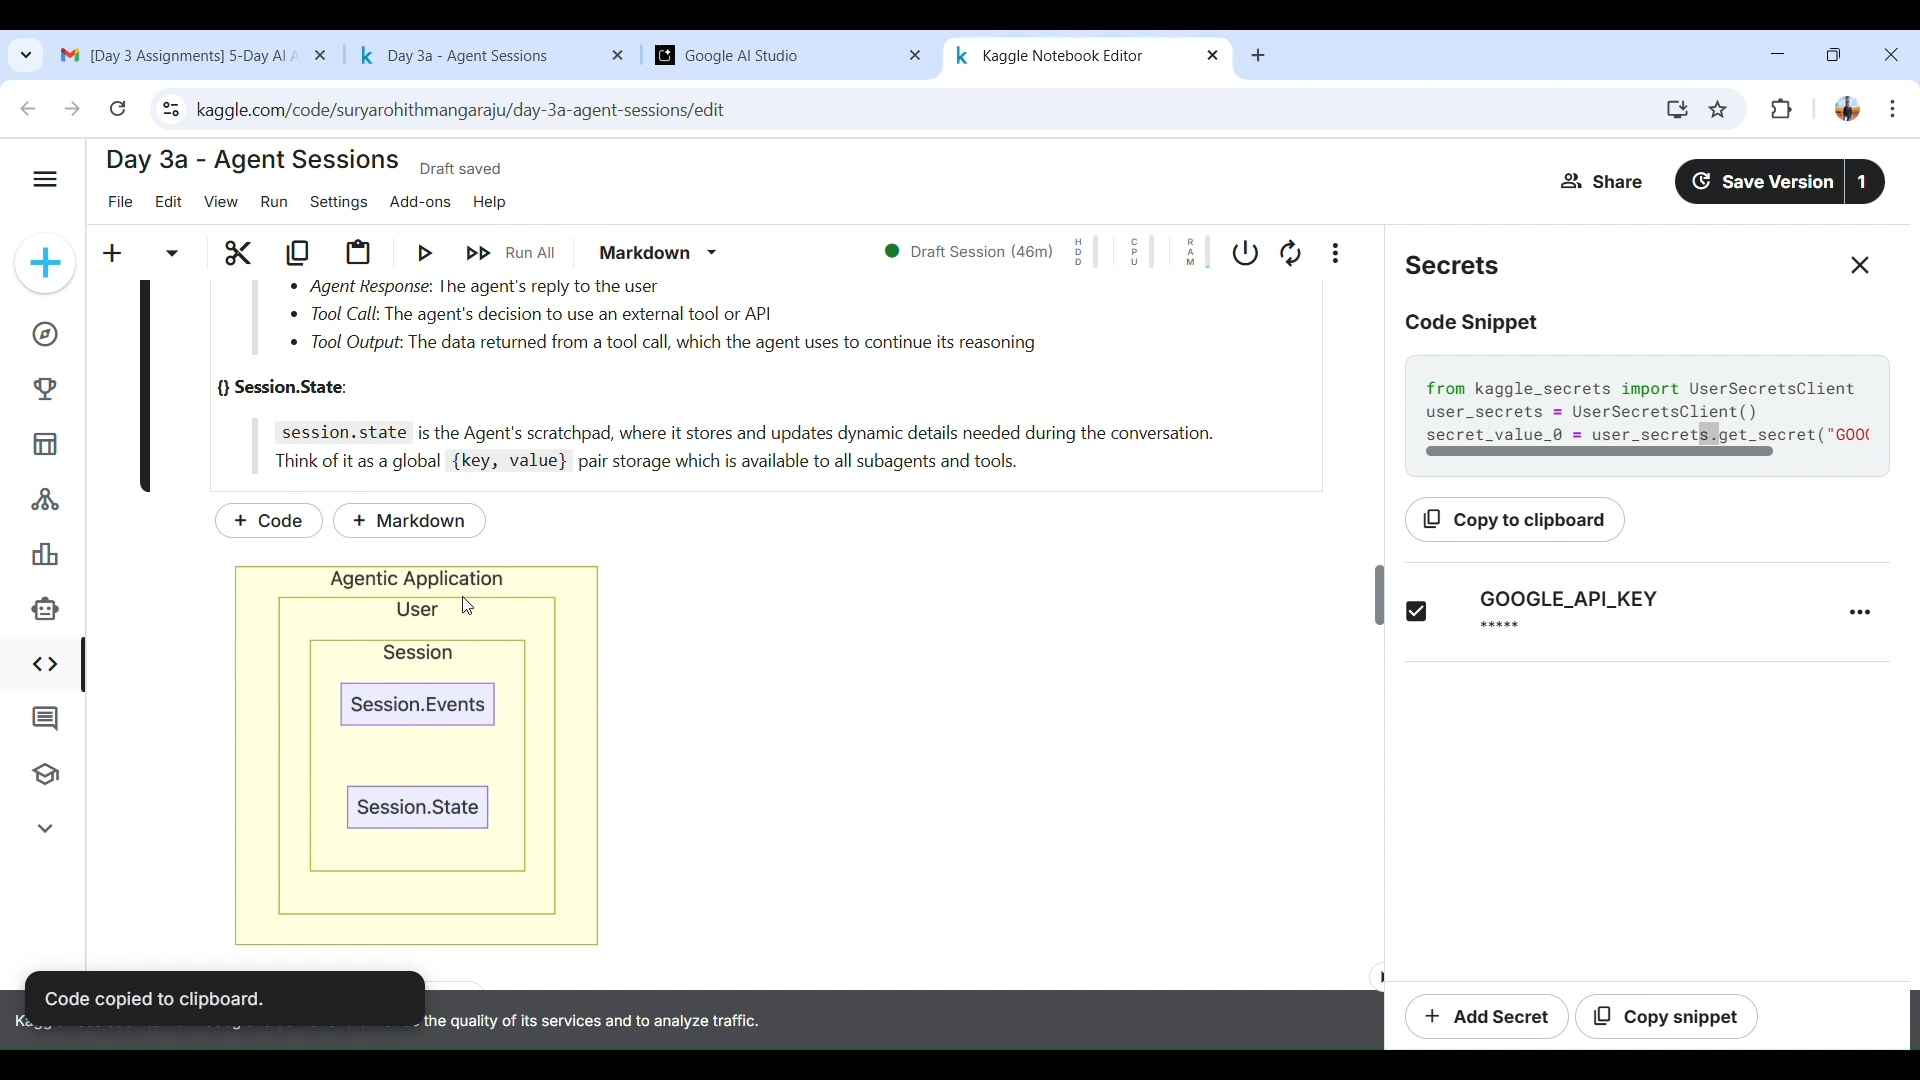 [Day 3 Assignments] 5-Day AI A
Day 3a - Agent Sessions
Google AI Studio
Kaggle Notebook Editor
kaggle.com/code/suryarohithmangaraju/day-3a-agent-sessions/edit
Day 3a - Agent Sessions
Draft saved
File Edit View Run Settings Add-ons Help
Share
Save Version 1
Run All
Markdown
Draft Session (46m)
HDD
CPU
RAM
• Agent Response: The agent's reply to the user
• Tool Call: The agent's decision to use an external tool or API
• Tool Output: The data returned from a tool call, which the agent uses to continue its reasoning
{} Session.State:
session.state is the Agent's scratchpad, where it stores and updates dynamic details needed during the conversation.
Think of it as a global {key, value} pair storage which is available to all subagents and tools.
+ Code
+ Markdown
Agentic Application
User
Session
Session.Events
Session.State
Code copied to clipboard.
the quality of its services and to analyze traffic.
Secrets
Code Snippet
from kaggle_secrets import UserSecretsClient
user_secrets = UserSecretsClient()
secret_value_0 = user_secrets.get_secret("GOO
Copy to clipboard
GOOGLE_API_KEY
*****
+ Add Secret
Copy snippet